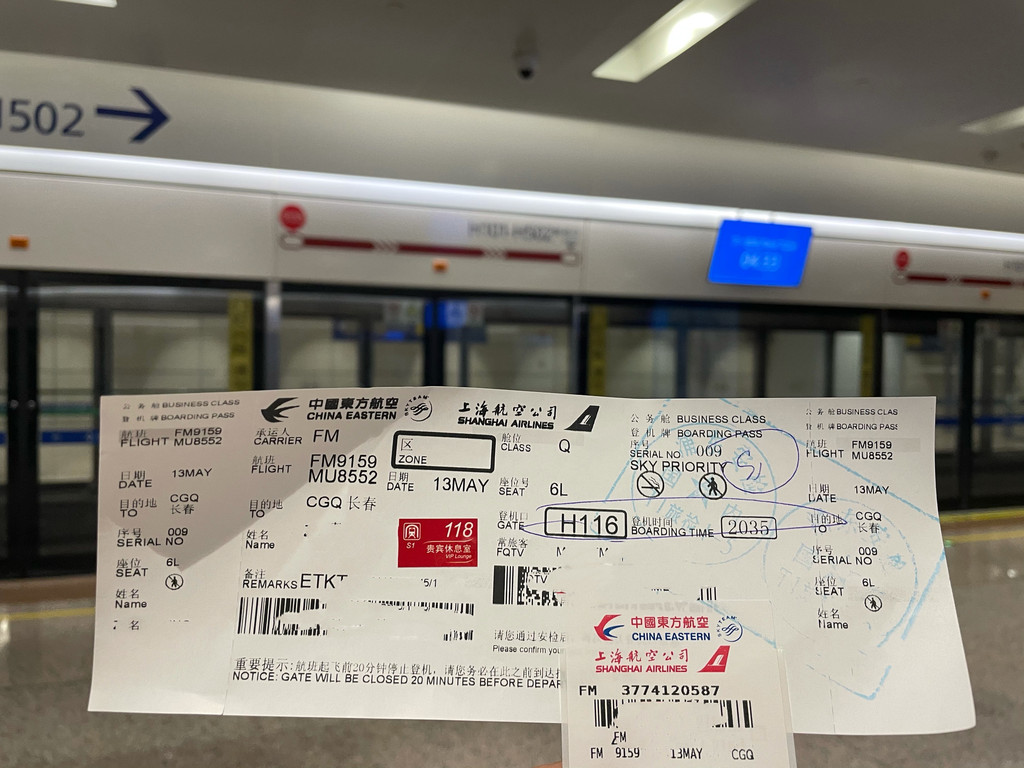 1502
公务舱 BUSINESS CLASS
登机牌 BOARDING PASS
航班 FM9159
FLIGHT MU8552
日期 13MAY
DATE
目的地 CGQ
TO 长春
序号 009
SERIAL NO
座位 6L
SEAT
姓名
Name
名
中國東方航空
CHINA EASTERN
SKYTEAM
上海航空公司
SHANGHAI AIRLINES
承运人 FM
CARRIER
航班 FM9159
FLIGHT MU8552
目的地 CGQ 长春
TO
姓名
Name
备注
REMARKS ETKT 5/1
区
ZONE
日期 13MAY
DATE
118
S1 贵宾休息室
VIP Lounge
舱位 Q
CLASS
座位号 6L
SEAT
登机口 H116
GATE
登机时间 2035
BOARDING TIME
常旅客
FQTV
公务舱 BUSINESS CLASS
登机牌 BOARDING PASS
序号 009
SERIAL NO
SKY PRIORITY
S1
请您通过安检后
Please confirm your
重要提示:航班起飞前20分钟停止登机,请您务必在此之前到达
NOTICE: GATE WILL BE CLOSED 20 MINUTES BEFORE DEPAR
公务舱 BUSINESS CLASS
登机牌 BOARDING PASS
航班 FM9159
FLIGHT MU8552
日期 13MAY
DATE
目的地 CGQ
TO 长春
序号 009
SERIAL NO
座位 6L
SEAT
姓名
Name
中國東方航空
CHINA EASTERN
SKYTEAM
上海航空公司
SHANGHAI AIRLINES
FM 3774120587
FM
FM 9159 13MAY CGQ